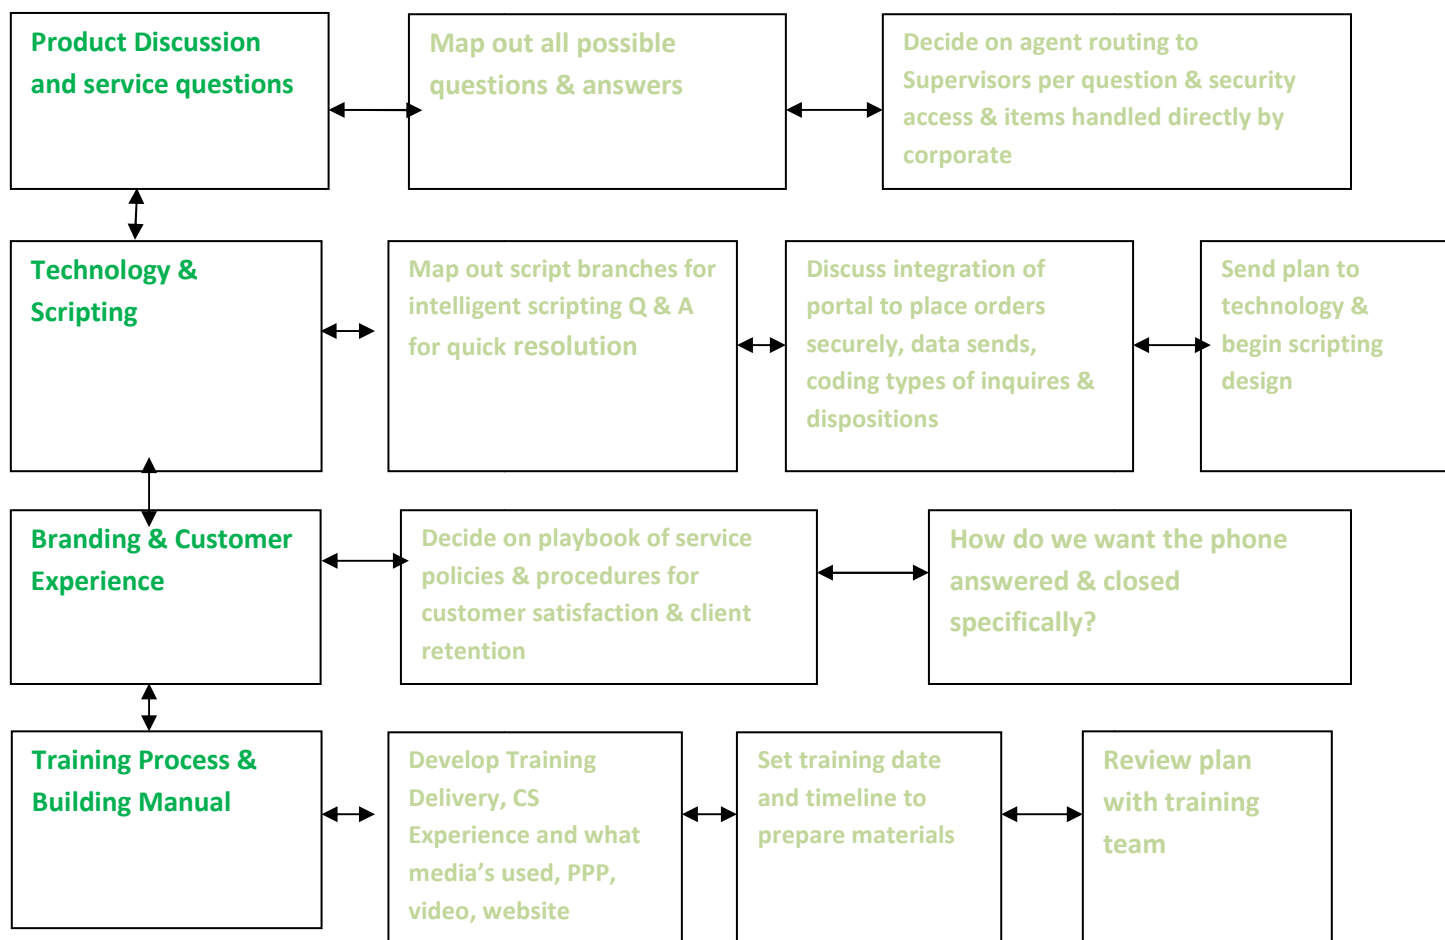 Product Discussion
and service questions
Map out all possible
questions & answers
Decide on agent routing to
Supervisors per question & security
access & items handled directly by
corporate
Technology &
Scripting
Map out script branches for
intelligent scripting Q & A
for quick resolution
Discuss integration of
portal to place orders
securely, data sends,
coding types of inquires &
dispositions
Send plan to
technology &
begin scripting
design
Branding & Customer
Experience
Decide on playbook of service
policies & procedures for
customer satisfaction & client
retention
How do we want the phone
answered & closed
specifically?
Training Process &
Building Manual
Develop Training
Delivery, CS
Experience and what
media’s used, PPP,
video, website
Set training date
and timeline to
prepare materials
Review plan
with training
team